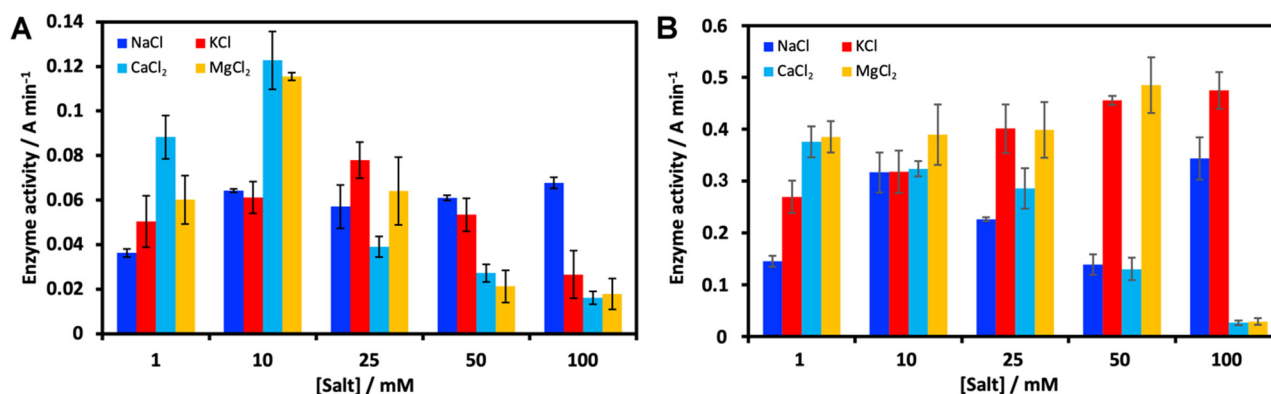 A
Enzyme activity / A min⁻¹
0.14
0.12
0.1
0.08
0.06
0.04
0.02
0
NaCl KCl
CaCl₂ MgCl₂
1 10 25 50 100
[Salt] / mM
B
Enzyme activity / A min⁻¹
0.6
0.5
0.4
0.3
0.2
0.1
0
NaCl KCl
CaCl₂ MgCl₂
1 10 25 50 100
[Salt] / mM